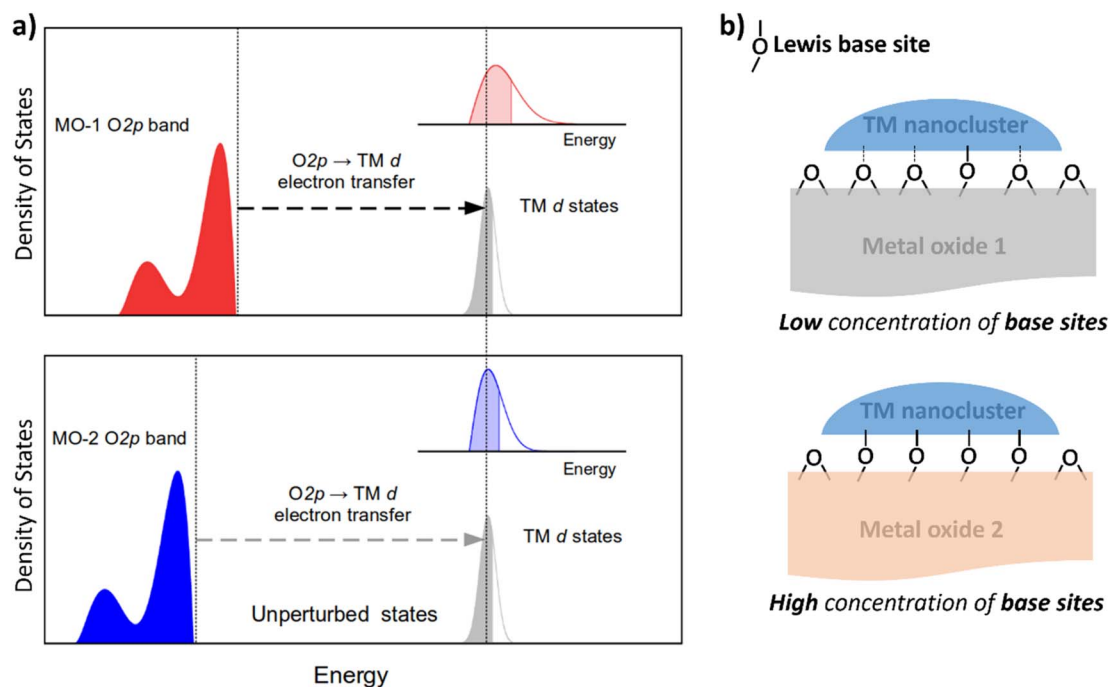 a)
Density of States
MO-1 O2p band
O2p → TM d
electron transfer
TM d states
Energy
Density of States
MO-2 O2p band
O2p → TM d
electron transfer
TM d states
Energy
Unperturbed states
Energy
b)
O Lewis base site
TM nanocluster
O O O O O O
Metal oxide 1
Low concentration of base sites
TM nanocluster
O O O O O O
Metal oxide 2
High concentration of base sites